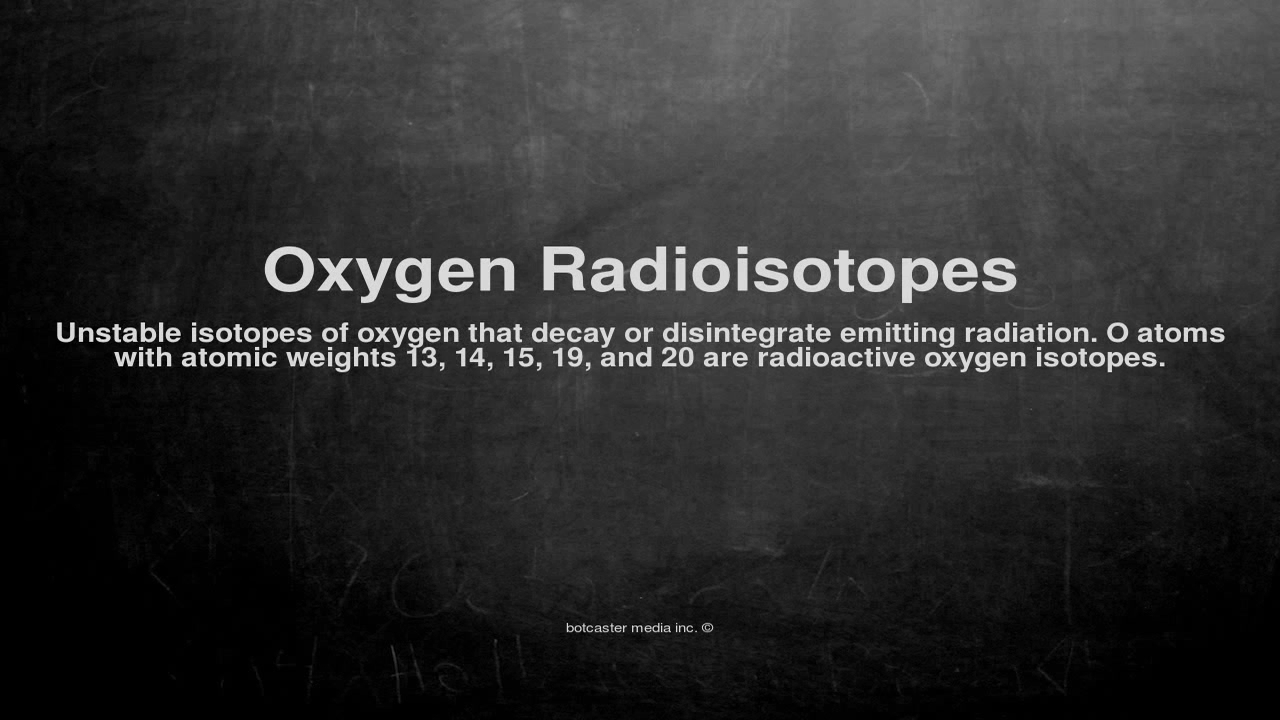 Oxygen Radioisotopes
Unstable isotopes of oxygen that decay or disintegrate emitting radiation. O atoms
with atomic weights 13, 14, 15, 19, and 20 are radioactive oxygen isotopes.
botcaster media inc. ©